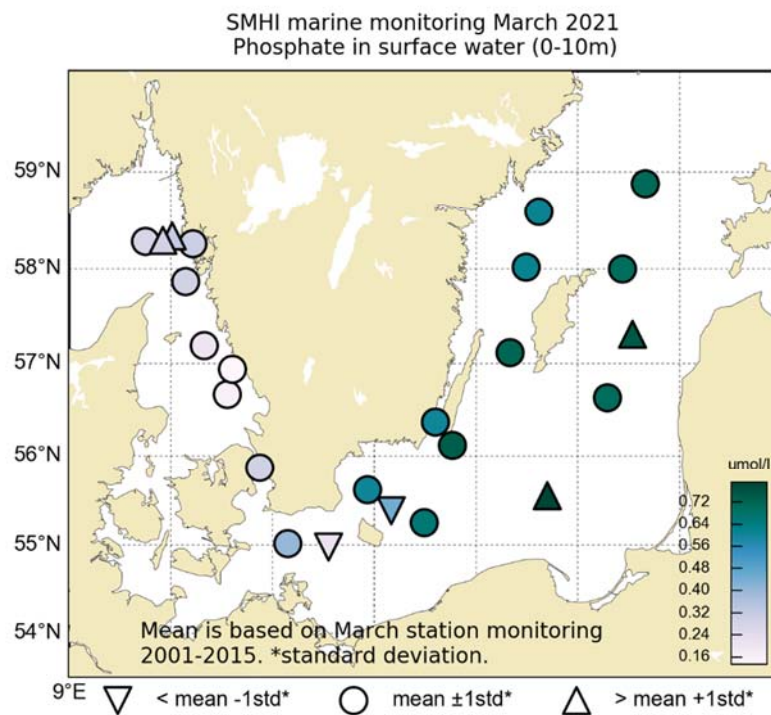 SMHI marine monitoring March 2021
Phosphate in surface water (0-10m)
59°N
58°N
57°N
56°N
55°N
54°N
9°E
umol/l
0.72
0.64
0.56
0.48
0.40
0.32
0.24
0.16
Mean is based on March station monitoring
2001-2015. *standard deviation.
< mean -1std*
mean ±1std*
> mean +1std*